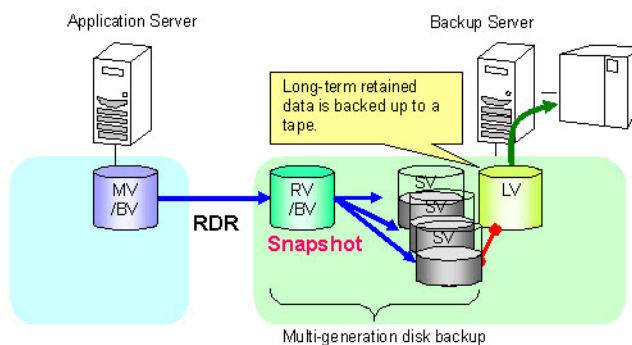 Application Server
Backup Server
Long-term retained
data is backed up to a
tape.
MV
/BV
RDR
RV
/BV
Snapshot
SV
SV
LV
Multi-generation disk backup